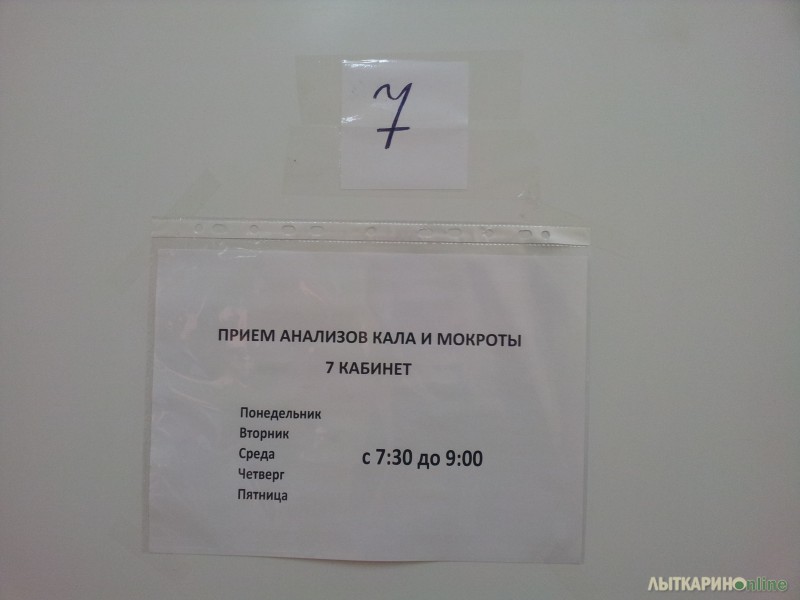 7
ПРИЕМ АНАЛИЗОВ КАЛА И МОКРОТЫ
7 КАБИНЕТ
Понедельник
Вторник
Среда
Четверг
Пятница
с 7:30 до 9:00
ЛЫТКАРИНОonline